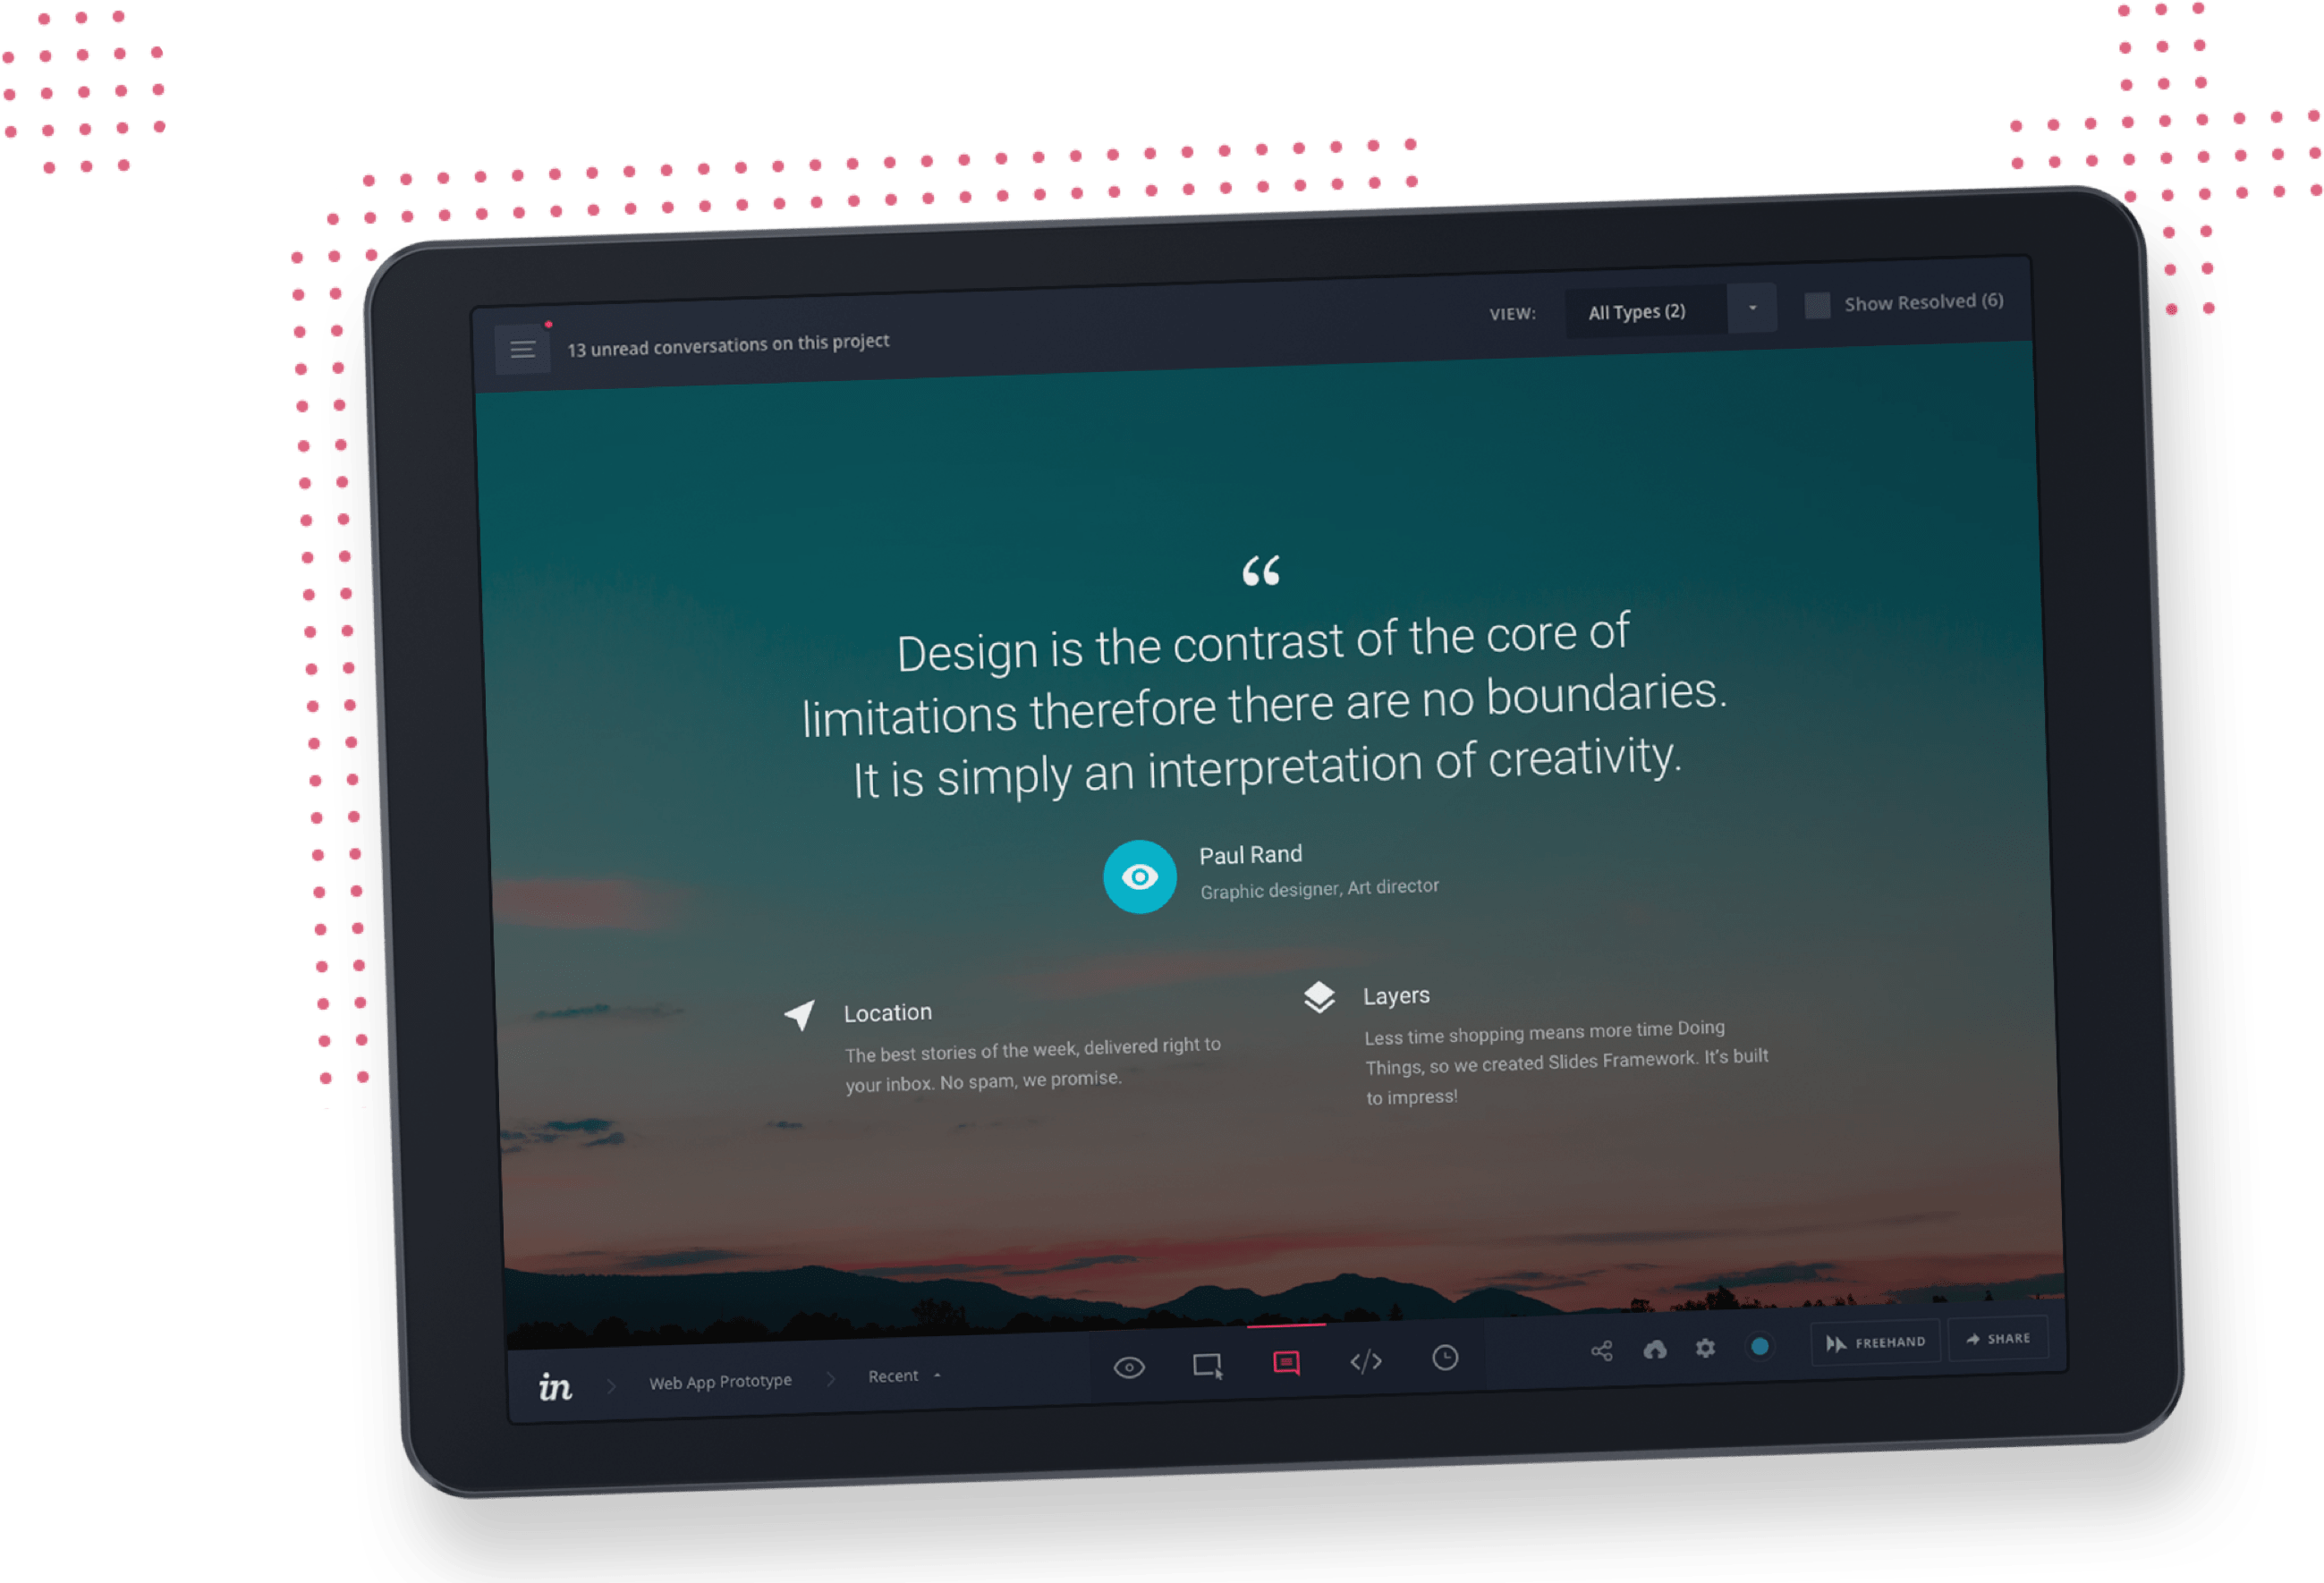 13 unread conversations on this project
VIEW:
All Types (2)
Show Resolved (6)
“
Design is the contrast of the core of
limitations therefore there are no boundaries.
It is simply an interpretation of creativity.
Paul Rand
Graphic designer, Art director
Location
The best stories of the week, delivered right to
your inbox. No spam, we promise.
Layers
Less time shopping means more time Doing
Things, so we created Slides Framework. It's built
to impress!
in
Web App Prototype
Recent
</>
FREEHAND
SHARE